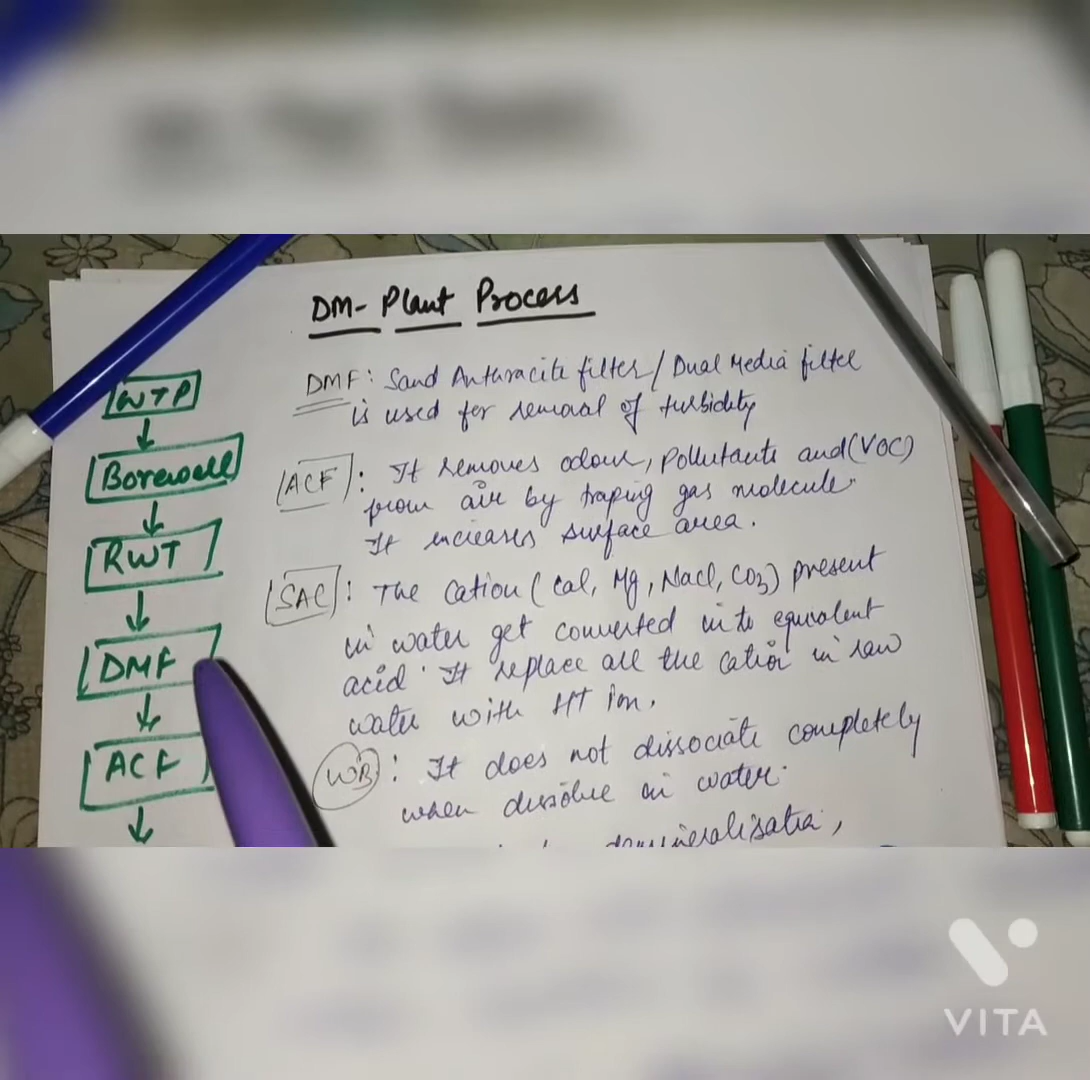 DM- Plant Process
WTP
Borewell
RWT
DMF
ACF
DMF: Sand Anthracite filter/Dual Media filter
is used for removal of turbidity
ACF: It removes odour, pollutants and (VOC)
from air by traping gas molecule.
It increases surface area.
SAC: The Cation (Cal, Mg, Nacl, CO3) present
in water get converted into equivalent
acid. It replace all the cation in raw
water with H+ ion.
WB: It does not dissociate completely
when dissolve in water.
demineralisation,
VITA